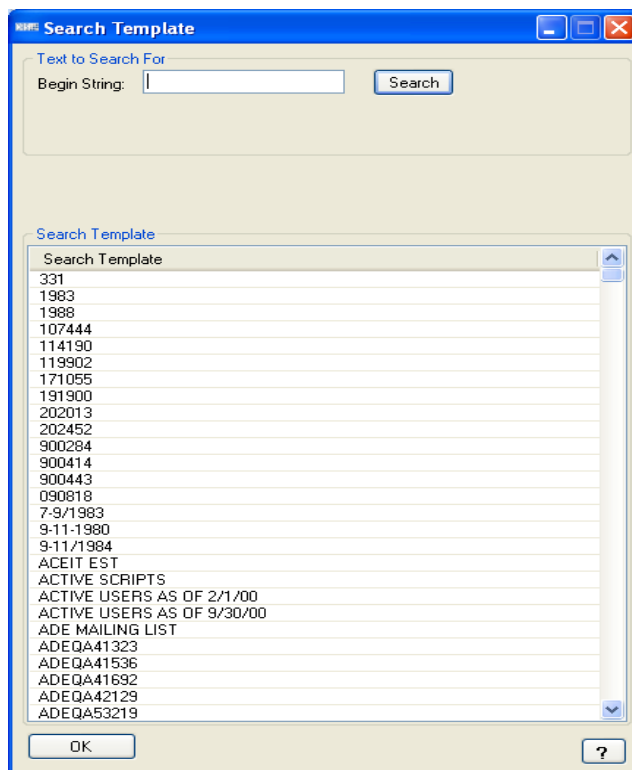 Search Template
Text to Search For
Begin String:
Search
Search Template
Search Template
331
1983
1988
107444
114190
119902
171055
191900
202013
202452
900284
900414
900443
090818
7-9/1983
9-11-1980
9-11/1984
ACEIT EST
ACTIVE SCRIPTS
ACTIVE USERS AS OF 2/1/00
ACTIVE USERS AS OF 9/30/00
ADE MAILING LIST
ADEQA41323
ADEQA41536
ADEQA41692
ADEQA42129
ADEQA53219
OK
?